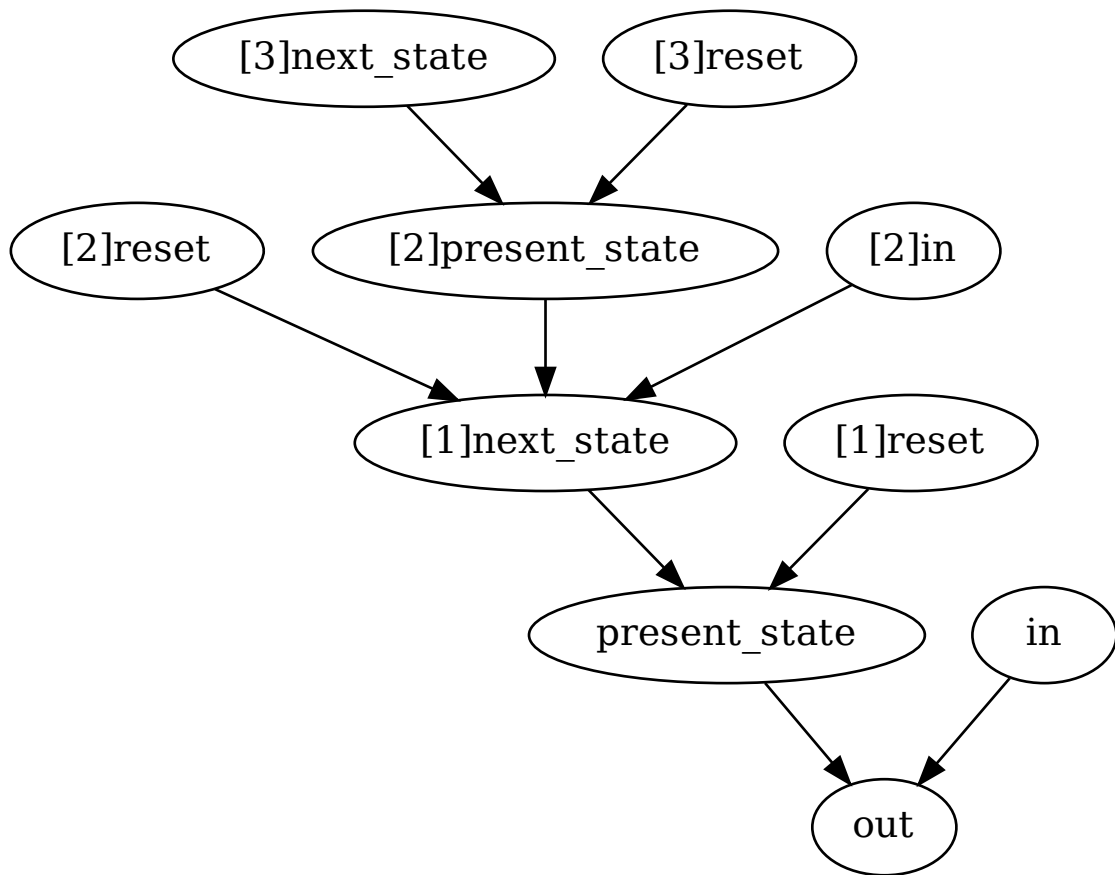 [3]next_state
[3]reset
[2]reset
[2]present_state
[2]in
[1]next_state
[1]reset
present_state
in
out